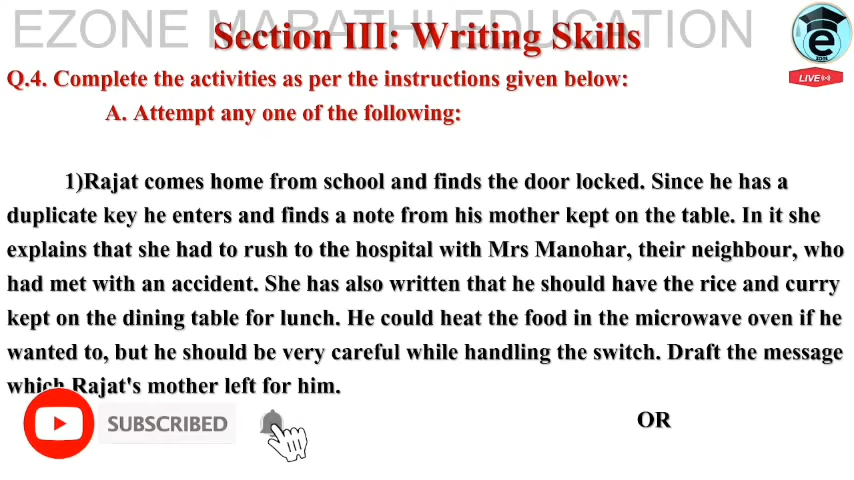 EZONE MARATHI EDUCATION
Section III: Writing Skills
e
ezone
LIVE
Q.4. Complete the activities as per the instructions given below:
A. Attempt any one of the following:
1)Rajat comes home from school and finds the door locked. Since he has a
duplicate key he enters and finds a note from his mother kept on the table. In it she
explains that she had to rush to the hospital with Mrs Manohar, their neighbour, who
had met with an accident. She has also written that he should have the rice and curry
kept on the dining table for lunch. He could heat the food in the microwave oven if he
wanted to, but he should be very careful while handling the switch. Draft the message
which Rajat's mother left for him.
SUBSCRIBED
OR